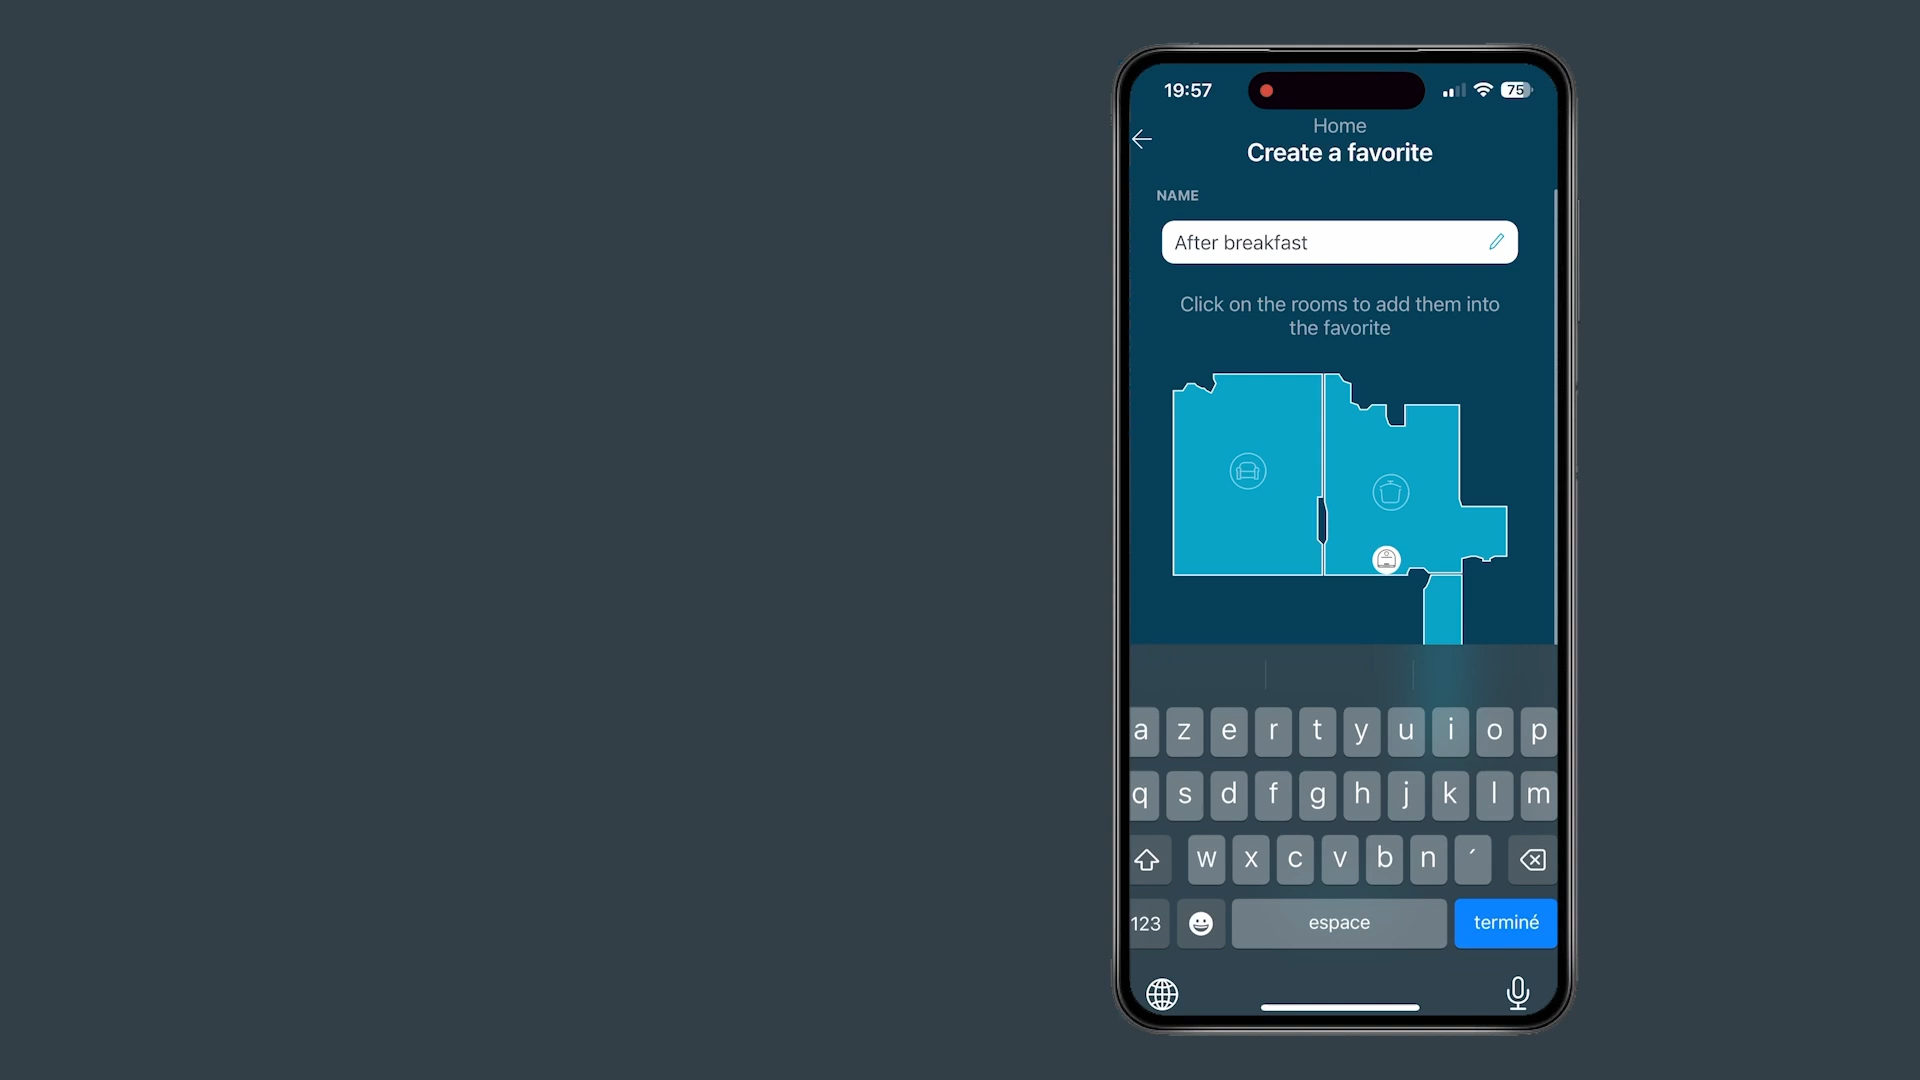 19:57
75
Home
Create a favorite
NAME
After breakfast
Click on the rooms to add them into
the favorite
a z e r t y u i o p
q s d f g h j k l m
w x c v b n ´
123 espace terminé